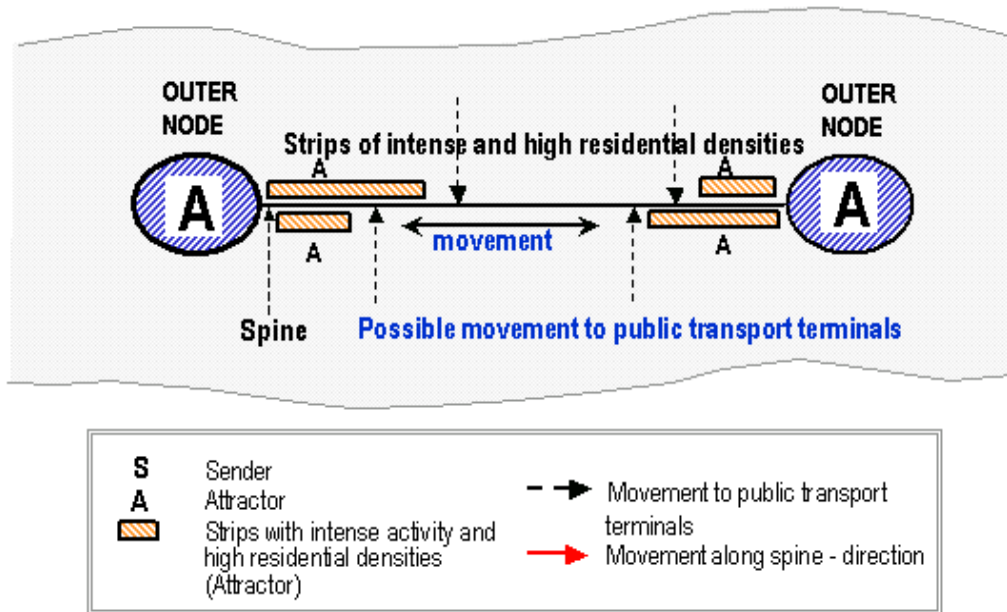 OUTER
NODE
OUTER
NODE
Strips of intense and high residential densities
A
A
A
A
movement
A
A
Spine
Possible movement to public transport terminals
S Sender
A Attractor
Strips with intense activity and
high residential densities
(Attractor)
Movement to public transport
terminals
Movement along spine - direction